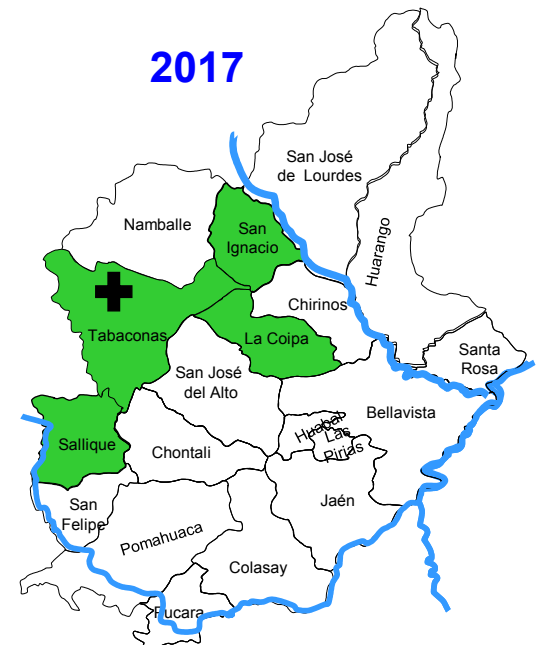 2017
San José
de Lourdes
Namballe
San
Ignacio
Huarango
Chirinos
Tabaconas
La Coipa
Santa
Rosa
San José
del Alto
Bellavista
Huabal
Las
Pirias
Sallique
Chontali
Jaén
San
Felipe
Pomahuaca
Colasay
Pucara